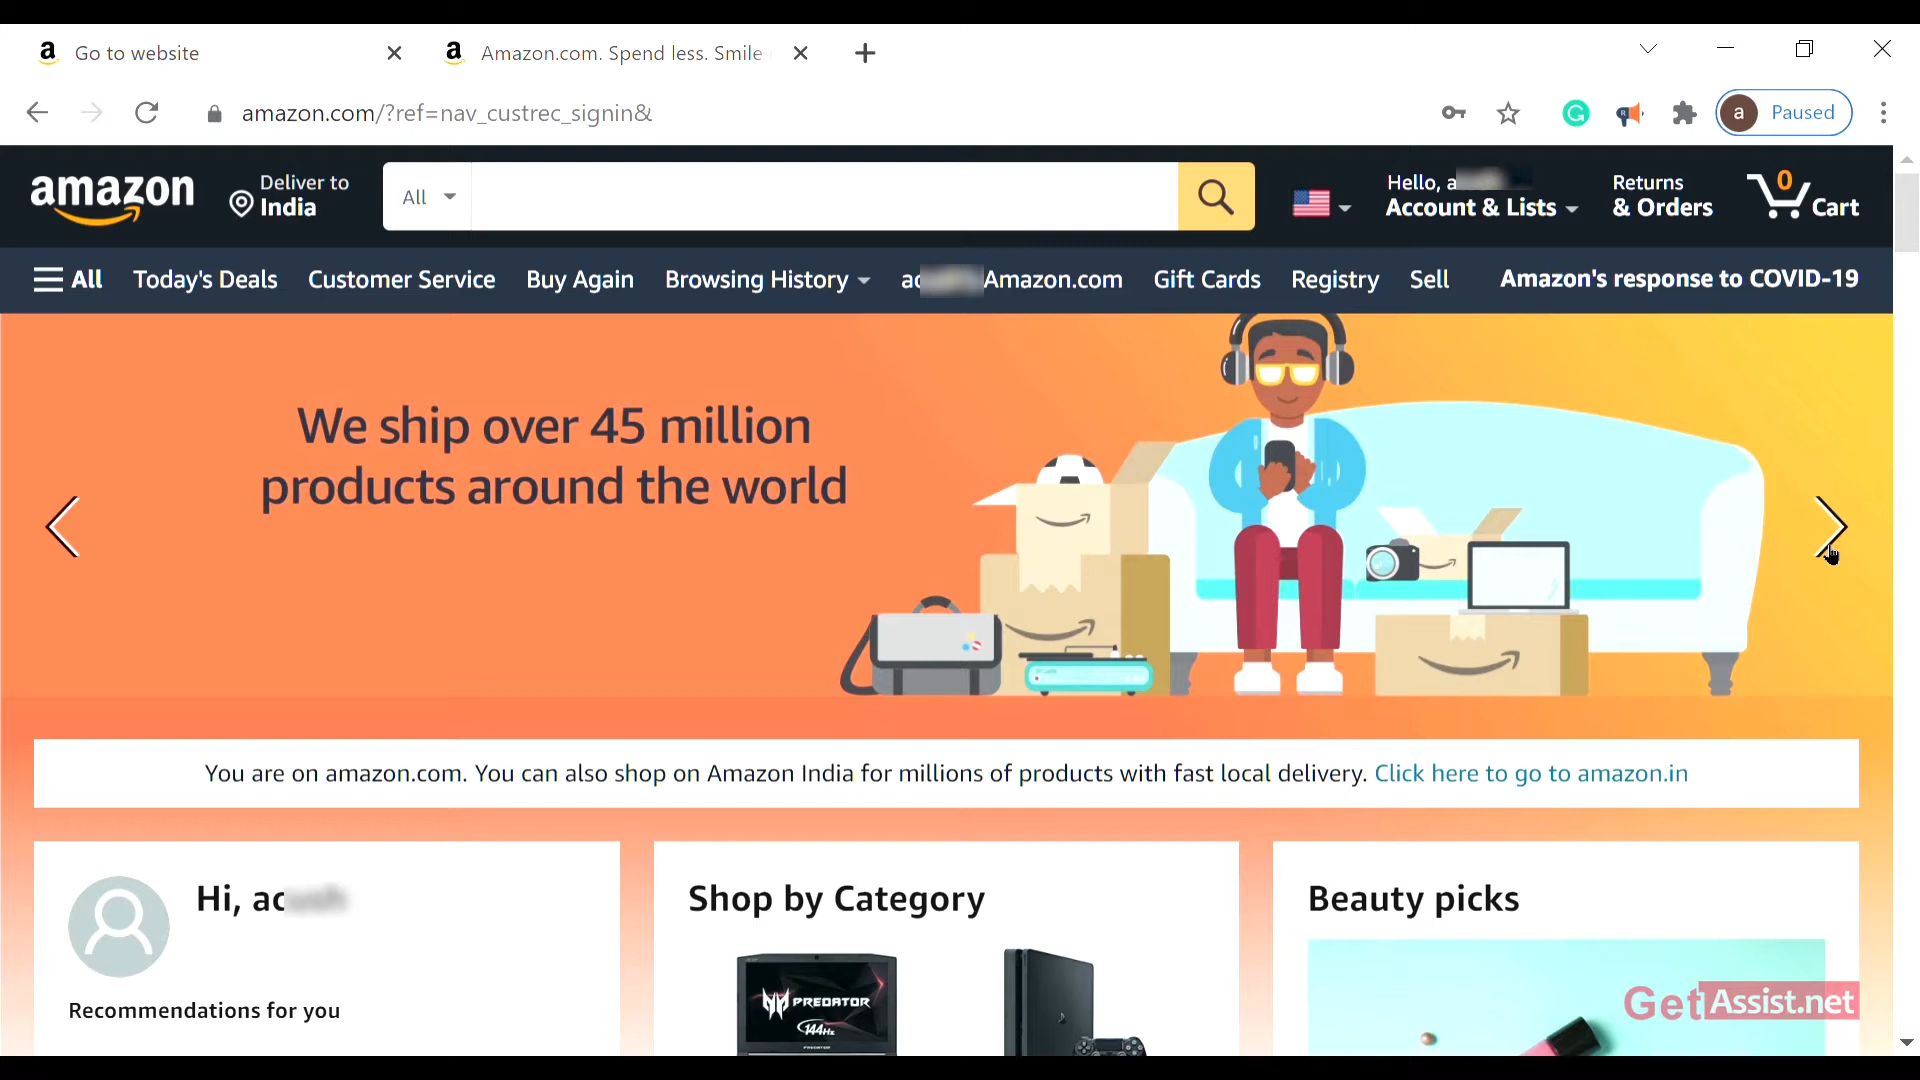 Go to website
Amazon.com. Spend less. Smile
amazon.com/?ref=nav_custrec_signin&
a Paused
amazon
Deliver to
India
All
Hello, a
Account & Lists
Returns
& Orders
0
Cart
All Today's Deals Customer Service Buy Again Browsing History Amazon.com Gift Cards Registry Sell Amazon's response to COVID-19
We ship over 45 million
products around the world
You are on amazon.com. You can also shop on Amazon India for millions of products with fast local delivery. Click here to go to amazon.in
Hi,
Shop by Category
Beauty picks
Recommendations for you
PREDATOR
144Hz
GetAssist.net